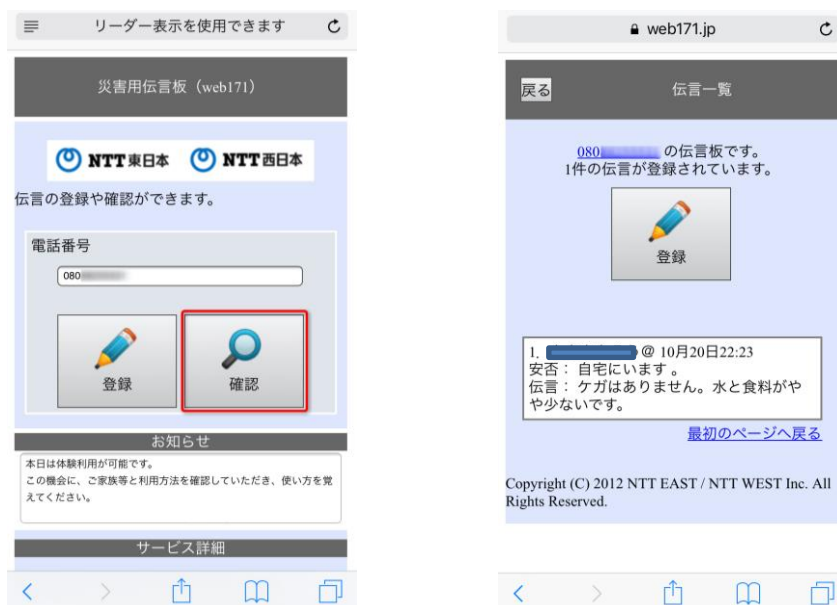 リーダー表示を使用できます
災害用伝言板（web171）
NTT東日本 NTT西日本
伝言の登録や確認ができます。
電話番号
080
登録
確認
お知らせ
本日は体験利用が可能です。
この機会に、ご家族等と利用方法を確認していただき、使い方を覚
えてください。
サービス詳細
web171.jp
戻る
伝言一覧
080 の伝言板です。
1件の伝言が登録されています。
登録
1. @ 10月20日22:23
安否： 自宅にいます 。
伝言： ケガはありません。水と食料がや
や少ないです。
最初のページへ戻る
Copyright (C) 2012 NTT EAST / NTT WEST Inc. All
Rights Reserved.